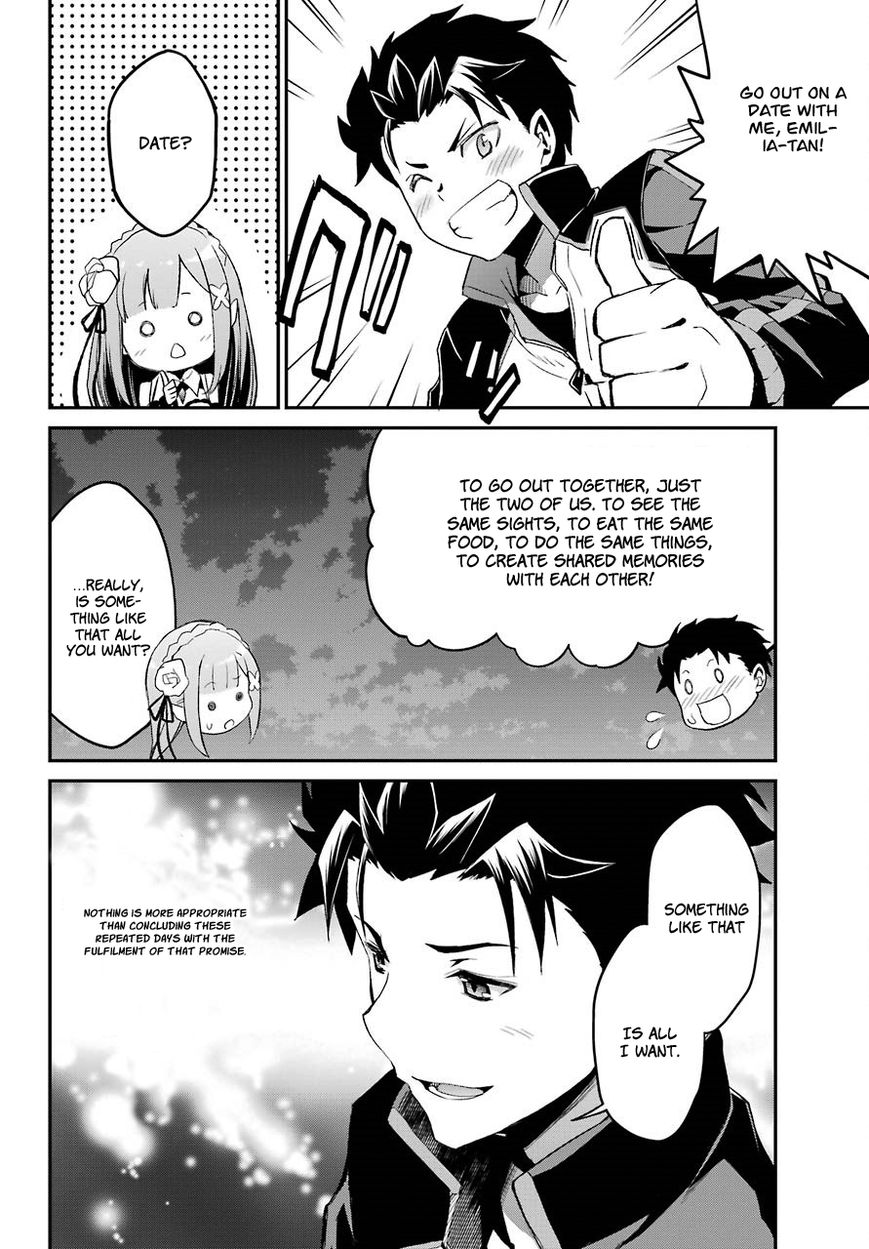 GO OUT ON A
DATE WITH
ME, EMIL-
IA-TAN!
グッ
DATE?
TO GO OUT TOGETHER, JUST
THE TWO OF US. TO SEE THE
SAME SIGHTS, TO EAT THE SAME
FOOD, TO DO THE SAME THINGS,
TO CREATE SHARED MEMORIES
WITH EACH OTHER!
...REALLY,
IS SOME-
THING LIKE
THAT ALL
YOU WANT?
SOMETHING
LIKE THAT
IS ALL
I WANT.
NOTHING IS MORE APPROPRIATE
THAN CONCLUDING THESE
REPEATED DAYS WITH THE
FULFILMENT OF THAT PROMISE.